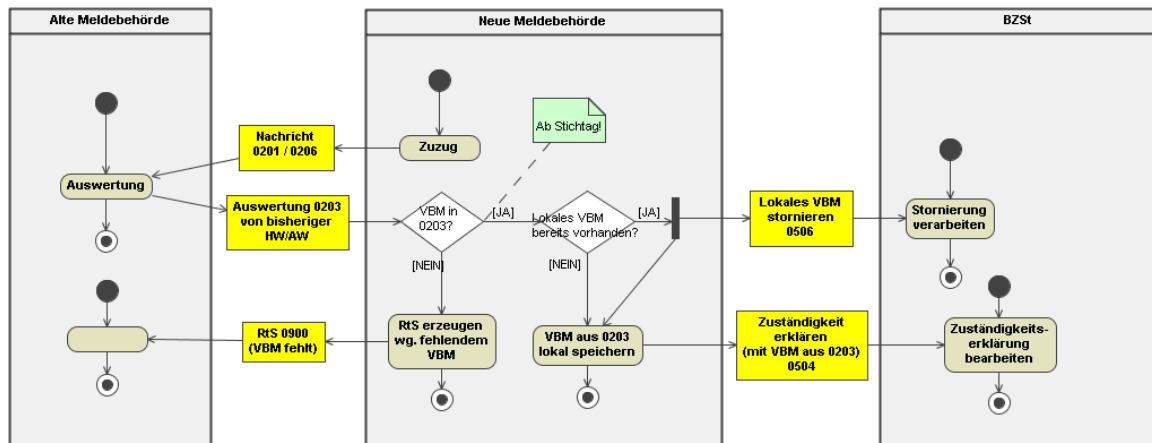 Alte Meldebehörde
Neue Meldebehörde
BZSt
Nachricht
0201 / 0206
Zuzug
Ab Stichtag!
Auswertung
Auswertung 0203
von bisheriger
HW/AW
VBM in
0203?
[JA]
Lokales VBM
bereits vorhanden?
[JA]
Lokales VBM
stornieren
0506
Stornierung
verarbeiten
[NEIN]
[NEIN]
RtS 0900
(VBM fehlt)
RtS erzeugen
wg. fehlendem
VBM
VBM aus 0203
lokal speichern
Zuständigkeit
erklären
(mit VBM aus 0203)
0504
Zuständigkeits-
erklärung
bearbeiten